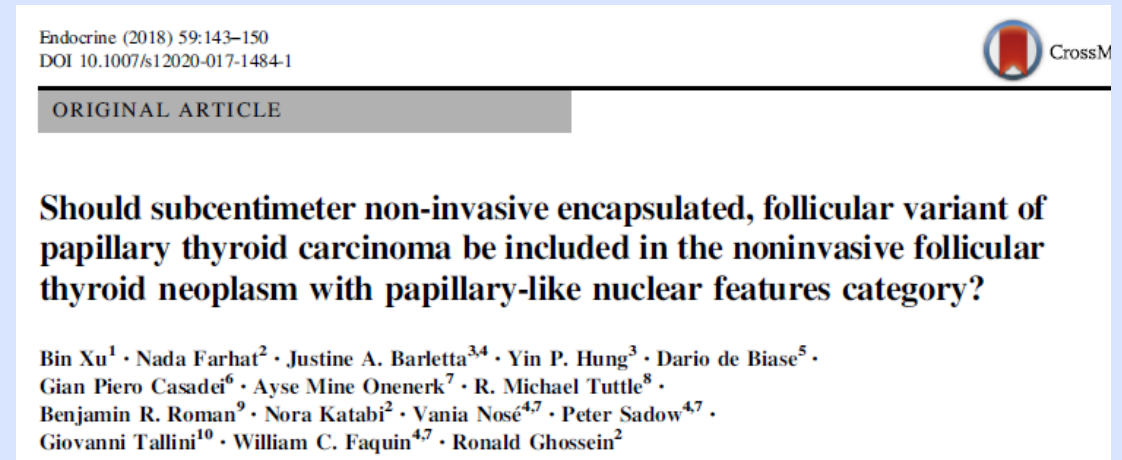 Endocrine (2018) 59:143–150
DOI 10.1007/s12020-017-1484-1
CrossM
ORIGINAL ARTICLE
Should subcentimeter non-invasive encapsulated, follicular variant of
papillary thyroid carcinoma be included in the noninvasive follicular
thyroid neoplasm with papillary-like nuclear features category?
Bin Xu1 · Nada Farhat2 · Justine A. Barletta3,4 · Yin P. Hung3 · Dario de Biase5 ·
Gian Piero Casadei6 · Ayse Mine Onenerk7 · R. Michael Tuttle8 ·
Benjamin R. Roman9 · Nora Katabi2 · Vania Nosé4,7 · Peter Sadow4,7 ·
Giovanni Tallini10 · William C. Faquin4,7 · Ronald Ghossein2